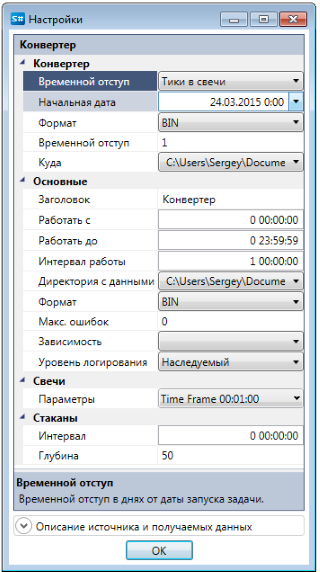 S# Настройки
Конвертер
Конвертер
Временной отступ Тики в свечи
Начальная дата 24.03.2015 0:00
Формат BIN
Временной отступ 1
Куда C:\Users\Sergey\Docume
Основные
Заголовок Конвертер
Работать с 0 00:00:00
Работать до 0 23:59:59
Интервал работы 1 00:00:00
Директория с данными C:\Users\Sergey\Docume
Формат BIN
Макс. ошибок 0
Зависимость
Уровень логирования Наследуемый
Свечи
Параметры Time Frame 00:01:00
Стаканы
Интервал 0 00:00:00
Глубина 50
Временной отступ
Временной отступ в днях от даты запуска задачи.
Описание источника и получаемых данных
OK